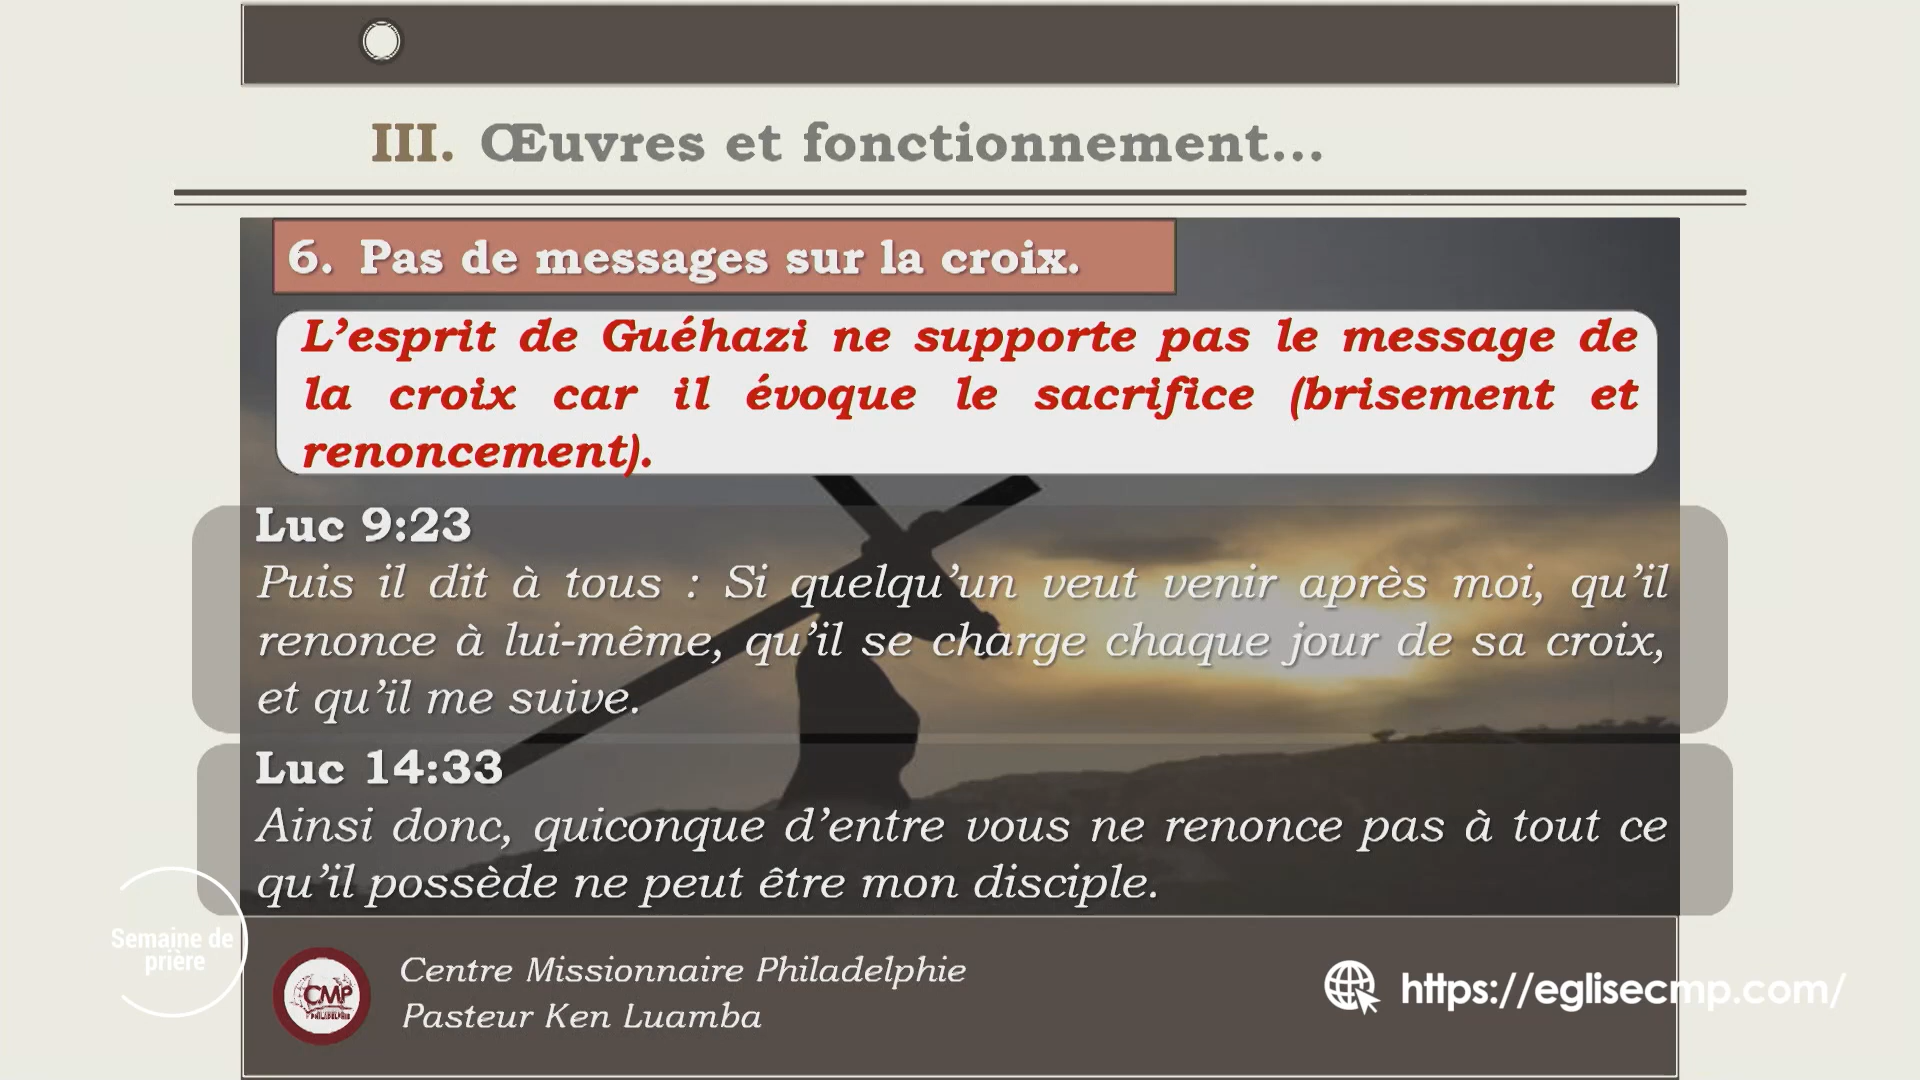 III. Œuvres et fonctionnement...
6. Pas de messages sur la croix.
L’esprit de Guéhazi ne supporte pas le message de
la croix car il évoque le sacrifice (brisement et
renoncement).
Luc 9:23
Puis il dit à tous : Si quelqu’un veut venir après moi, qu’il
renonce à lui-même, qu’il se charge chaque jour de sa croix,
et qu’il me suive.
Luc 14:33
Ainsi donc, quiconque d’entre vous ne renonce pas à tout ce
qu’il possède ne peut être mon disciple.
Semaine de
prière
CMP
PHILADELPHIE
Centre Missionnaire Philadelphie
Pasteur Ken Luamba
https://eglisecmp.com/